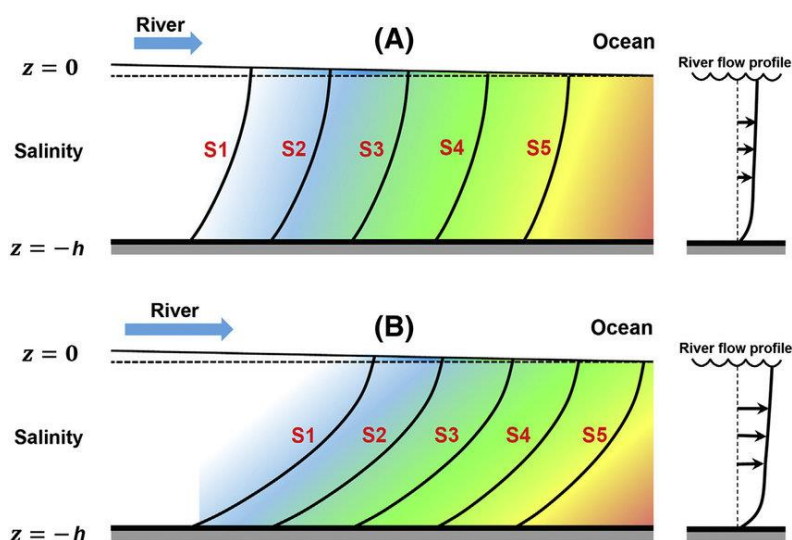 River
(A)
Ocean
River flow profile
z = 0
Salinity
S1
S2
S3
S4
S5
z = −h
River
(B)
Ocean
River flow profile
z = 0
Salinity
S1
S2
S3
S4
S5
z = −h